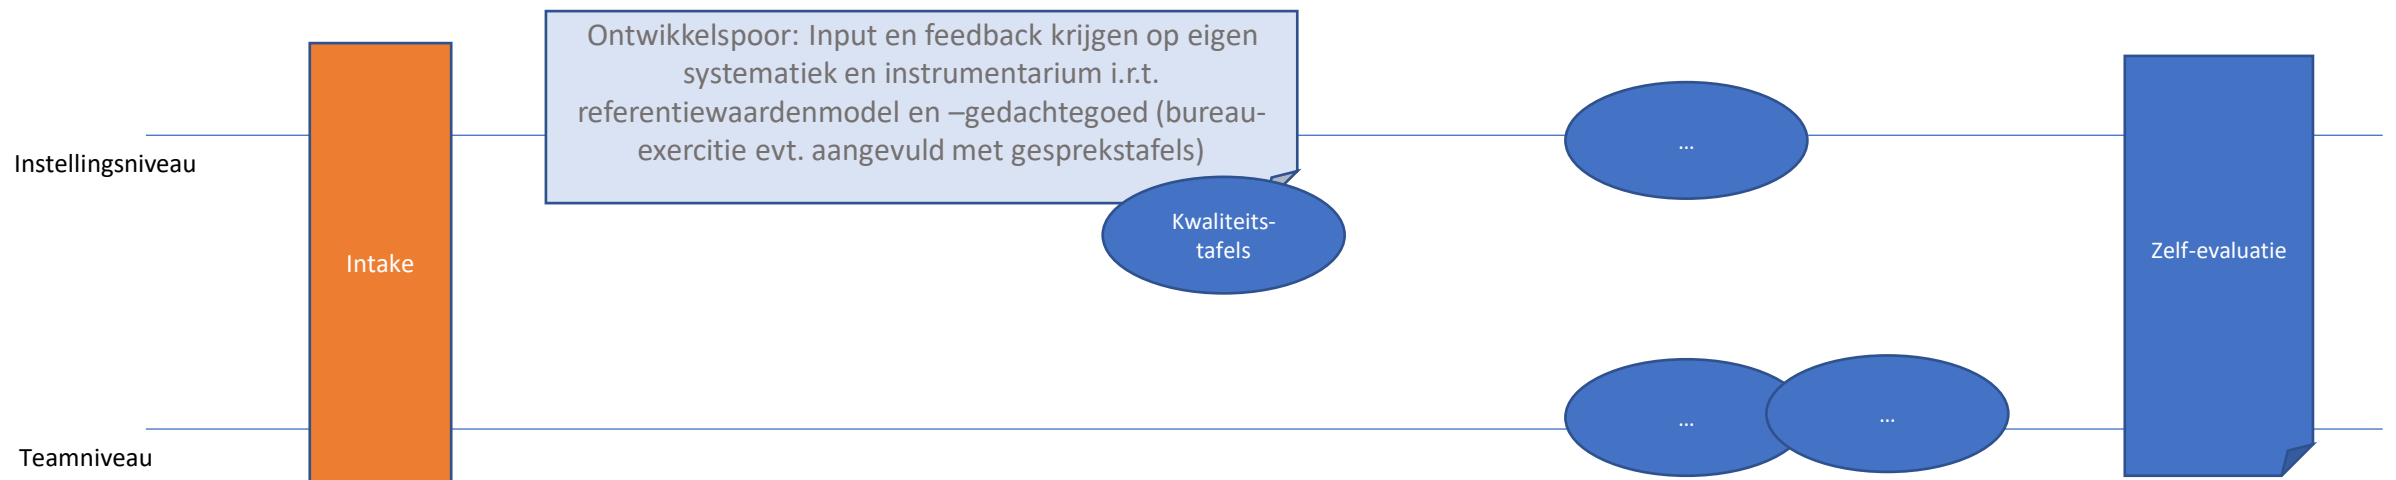 Ontwikkelspoor: Input en feedback krijgen op eigen
systematiek en instrumentarium i.r.t.
referentiewaardenmodel en –gedachtegoed (bureau-
exercitie evt. aangevuld met gesprekstafels)
Instellingsniveau
...
Kwaliteits-
tafels
Intake
Zelf-evaluatie
...
...
Teamniveau